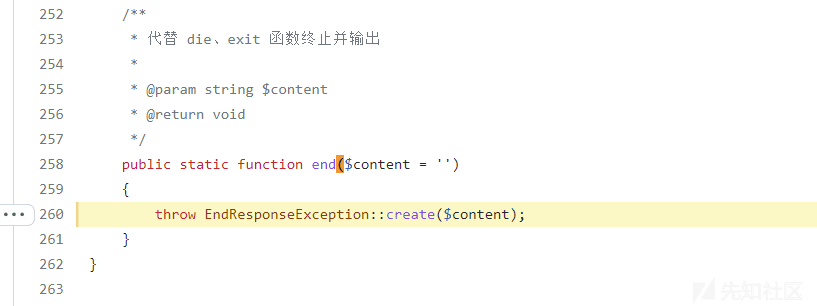 252 /**
253 * 代替 die、exit 函数终止并输出
254 *
255 * @param string $content
256 * @return void
257 */
258 public static function end($content = '')
259 {
260 throw EndResponseException::create($content);
261 }
262 }
263
先知社区